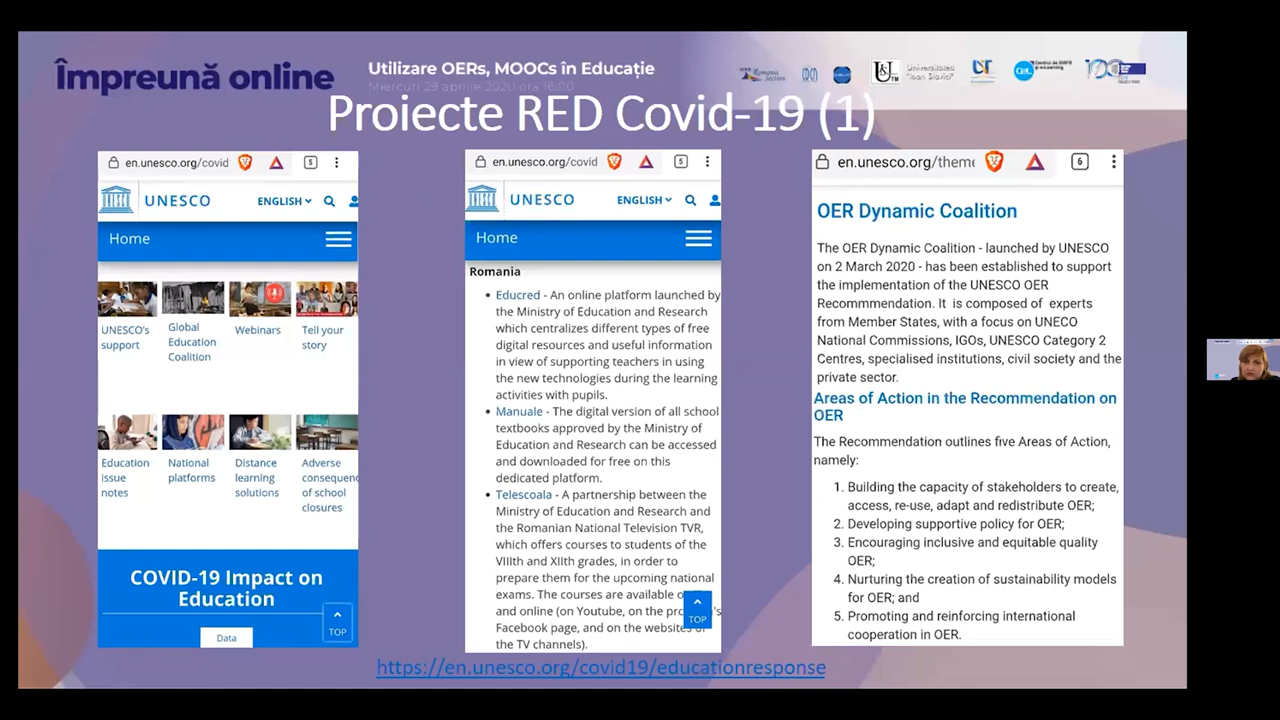 Împreună online
Utilizare OERs, MOOCs în Educație
Miercuri 29 aprilie 2020 ora 16:00
Proiecte RED Covid-19 (1)
en.unesco.org/covid
5
UNESCO
ENGLISH
Home
UNESCO's
support
Global
Education
Coalition
Webinars
Tell your
story
Education
issue
notes
National
platforms
Distance
learning
solutions
Adverse
consequenc
of school
closures
COVID-19 Impact on
Education
TOP
Data
en.unesco.org/covid
5
UNESCO
ENGLISH
Home
Romania
• Educred - An online platform launched by
the Ministry of Education and Research
which centralizes different types of free
digital resources and useful information
in view of supporting teachers in using
the new technologies during the learning
activities with pupils.
• Manuale - The digital version of all school
textbooks approved by the Ministry of
Education and Research can be accessed
and downloaded for free on this
dedicated platform.
• Telescoala - A partnership between the
Ministry of Education and Research and
the Romanian National Television TVR,
which offers courses to students of the
VIIIth and XIIth grades, in order to
prepare them for the upcoming national
exams. The courses are available
and online (on Youtube, on the
Facebook page, and on the websites of
the TV channels).
TOP
en.unesco.org/theme
6
OER Dynamic Coalition
The OER Dynamic Coalition - launched by UNESCO
on 2 March 2020 - has been established to support
the implementation of the UNESCO OER
Recommmendation. It is composed of experts
from Member States, with a focus on UNECO
National Commissions, IGOs, UNESCO Category 2
Centres, specialised institutions, civil society and the
private sector.
Areas of Action in the Recommendation on
OER
The Recommendation outlines five Areas of Action,
namely:
1. Building the capacity of stakeholders to create,
access, re-use, adapt and redistribute OER;
2. Developing supportive policy for OER;
3. Encouraging inclusive and equitable quality
OER;
4. Nurturing the creation of sustainability models
for OER; and
5. Promoting and reinforcing international
cooperation in OER.
https://en.unesco.org/covid19/educationresponse